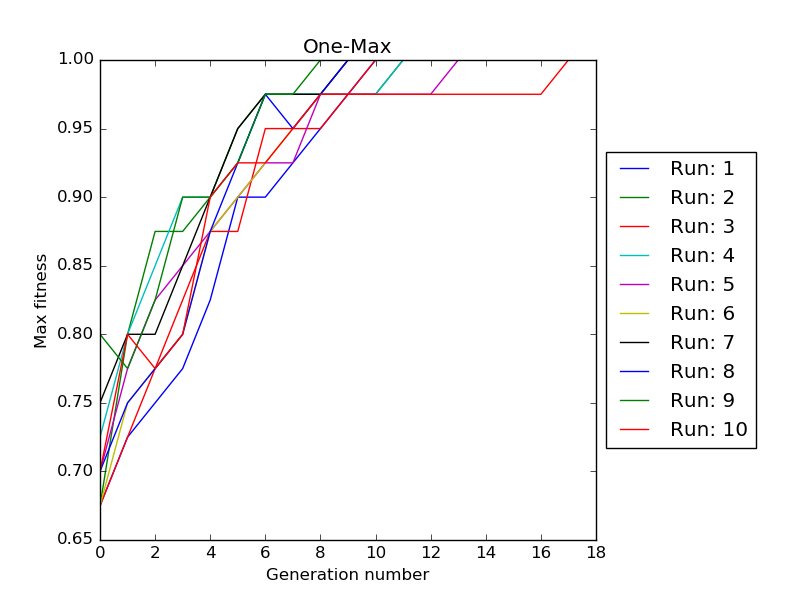 One-Max
Max fitness
1.00
0.95
0.90
0.85
0.80
0.75
0.70
0.65
0 2 4 6 8 10 12 14 16 18
Generation number
Run: 1
Run: 2
Run: 3
Run: 4
Run: 5
Run: 6
Run: 7
Run: 8
Run: 9
Run: 10